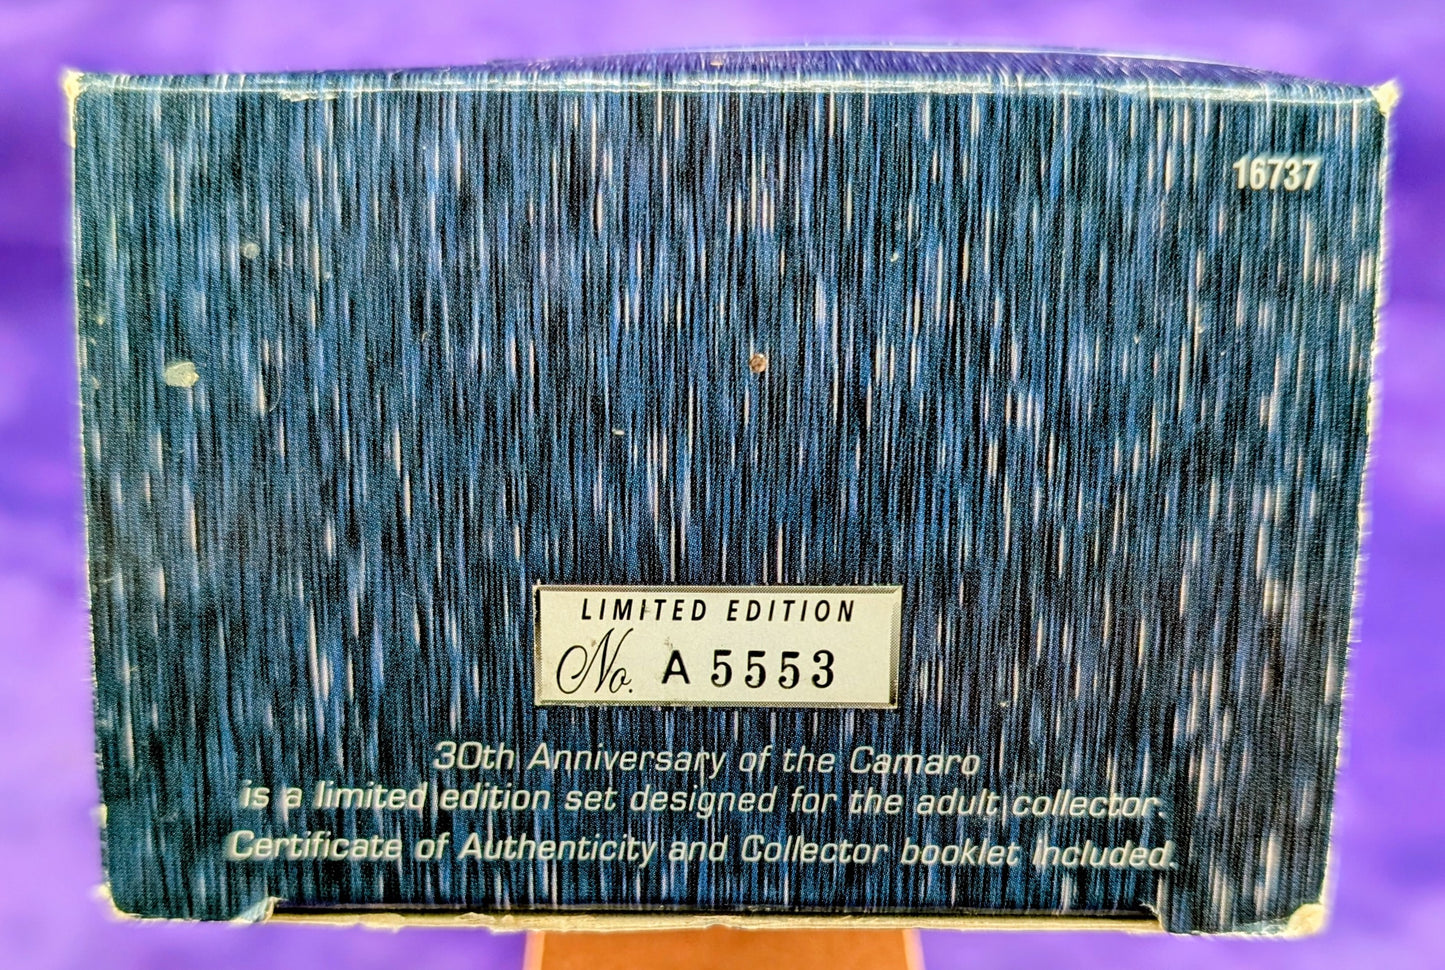 16737
LIMITED EDITION
No. A 5553
30th Anniversary of the Camaro
is a limited edition set designed for the adult collector.
Certificate of Authenticity and Collector booklet included.